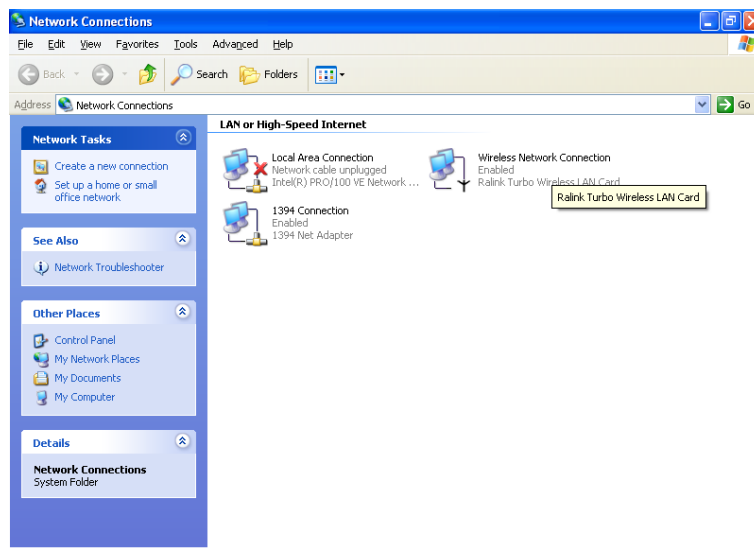 Network Connections
File Edit View Favorites Tools Advanced Help
Back Search Folders
Address Network Connections Go
Network Tasks
Create a new connection
Set up a home or small
office network
See Also
Network Troubleshooter
Other Places
Control Panel
My Network Places
My Documents
My Computer
Details
Network Connections
System Folder
LAN or High-Speed Internet
Local Area Connection
Network cable unplugged
Intel(R) PRO/100 VE Network ...
Wireless Network Connection
Enabled
Ralink Turbo Wireless LAN Card
Ralink Turbo Wireless LAN Card
1394 Connection
Enabled
1394 Net Adapter